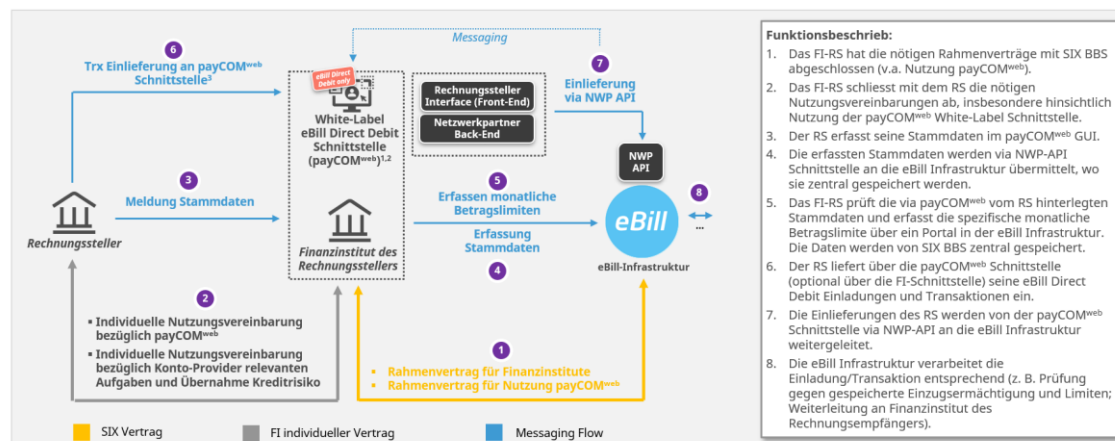 Messaging
6
Trx Einlieferung an payCOMweb
Schnittstelle3
eBill Direct
Debit only
White-Label
eBill Direct Debit
Schnittstelle
(payCOMweb)1,2
Rechnungssteller
Interface (Front-End)
Netzwerkpartner
Back-End
7
Einlieferung
via NWP API
NWP
API
3
Meldung Stammdaten
Rechnungssteller
Finanzinstitut des
Rechnungsstellers
5
Erfassen monatliche
Betragslimiten
Erfassung
Stammdaten
4
eBill
eBill-Infrastruktur
8
...
2
▪ Individuelle Nutzungsvereinbarung
bezüglich payCOMweb
▪ Individuelle Nutzungsvereinbarung
bezüglich Konto-Provider relevanten
Aufgaben und Übernahme Kreditrisiko
1
• Rahmenvertrag für Finanzinstitute
• Rahmenvertrag für Nutzung payCOMweb
SIX Vertrag
FI individueller Vertrag
Messaging Flow
Funktionsbeschrieb:
1. Das FI-RS hat die nötigen Rahmenverträge mit SIX BBS
abgeschlossen (v.a. Nutzung payCOMweb).
2. Das FI-RS schliesst mit dem RS die nötigen
Nutzungsvereinbarungen ab, insbesondere hinsichtlich
Nutzung der payCOMweb White-Label Schnittstelle.
3. Der RS erfasst seine Stammdaten im payCOMweb GUI.
4. Die erfassten Stammdaten werden via NWP-API
Schnittstelle an die eBill Infrastruktur übermittelt, wo
sie zentral gespeichert werden.
5. Das FI-RS prüft die via payCOMweb vom RS hinterlegten
Stammdaten und erfasst die spezifische monatliche
Betragslimite über ein Portal in der eBill Infrastruktur.
Die Daten werden von SIX BBS zentral gespeichert.
6. Der RS liefert über die payCOMweb Schnittstelle
(optional über die FI-Schnittstelle) seine eBill Direct
Debit Einladungen und Transaktionen ein.
7. Die Einlieferungen des RS werden von der payCOMweb
Schnittstelle via NWP-API an die eBill Infrastruktur
weitergeleitet.
8. Die eBill Infrastruktur verarbeitet die
Einladung/Transaktion entsprechend (z. B. Prüfung
gegen gespeicherte Einzugsermächtigung und Limiten;
Weiterleitung an Finanzinstitut des
Rechnungsempfängers).